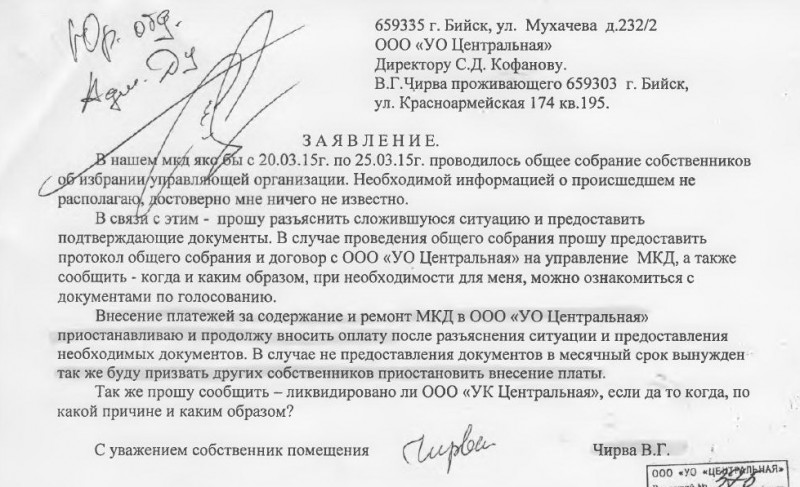 Юр. отд.
Адм. ДУ
659335 г. Бийск, ул. Мухачева д.232/2
ООО «УО Центральная»
Директору С.Д. Кофанову.
В.Г.Чирва проживающего 659303 г. Бийск,
ул. Красноармейская 174 кв.195.
З А Я В Л Е Н И Е.
В нашем мкд яко бы с 20.03.15г. по 25.03.15г. проводилось общее собрание собственников
об избрании управляющей организации. Необходимой информацией о происшедшем не
располагаю, достоверно мне ничего не известно.
В связи с этим - прошу разъяснить сложившуюся ситуацию и предоставить
подтверждающие документы. В случае проведения общего собрания прошу предоставить
протокол общего собрания и договор с ООО «УО Центральная» на управление МКД, а также
сообщить - когда и каким образом, при необходимости для меня, можно ознакомиться с
документами по голосованию.
Внесение платежей за содержание и ремонт МКД в ООО «УО Центральная»
приостанавливаю и продолжу вносить оплату после разъяснения ситуации и предоставления
необходимых документов. В случае не предоставления документов в месячный срок вынужден
так же буду призвать других собственников приостановить внесение платы.
Так же прошу сообщить – ликвидировано ли ООО «УК Центральная», если да то когда, по
какой причине и каким образом?
С уважением собственник помещения Чирва Чирва В.Г.
ООО «УО «ЦЕНТРАЛЬНАЯ»